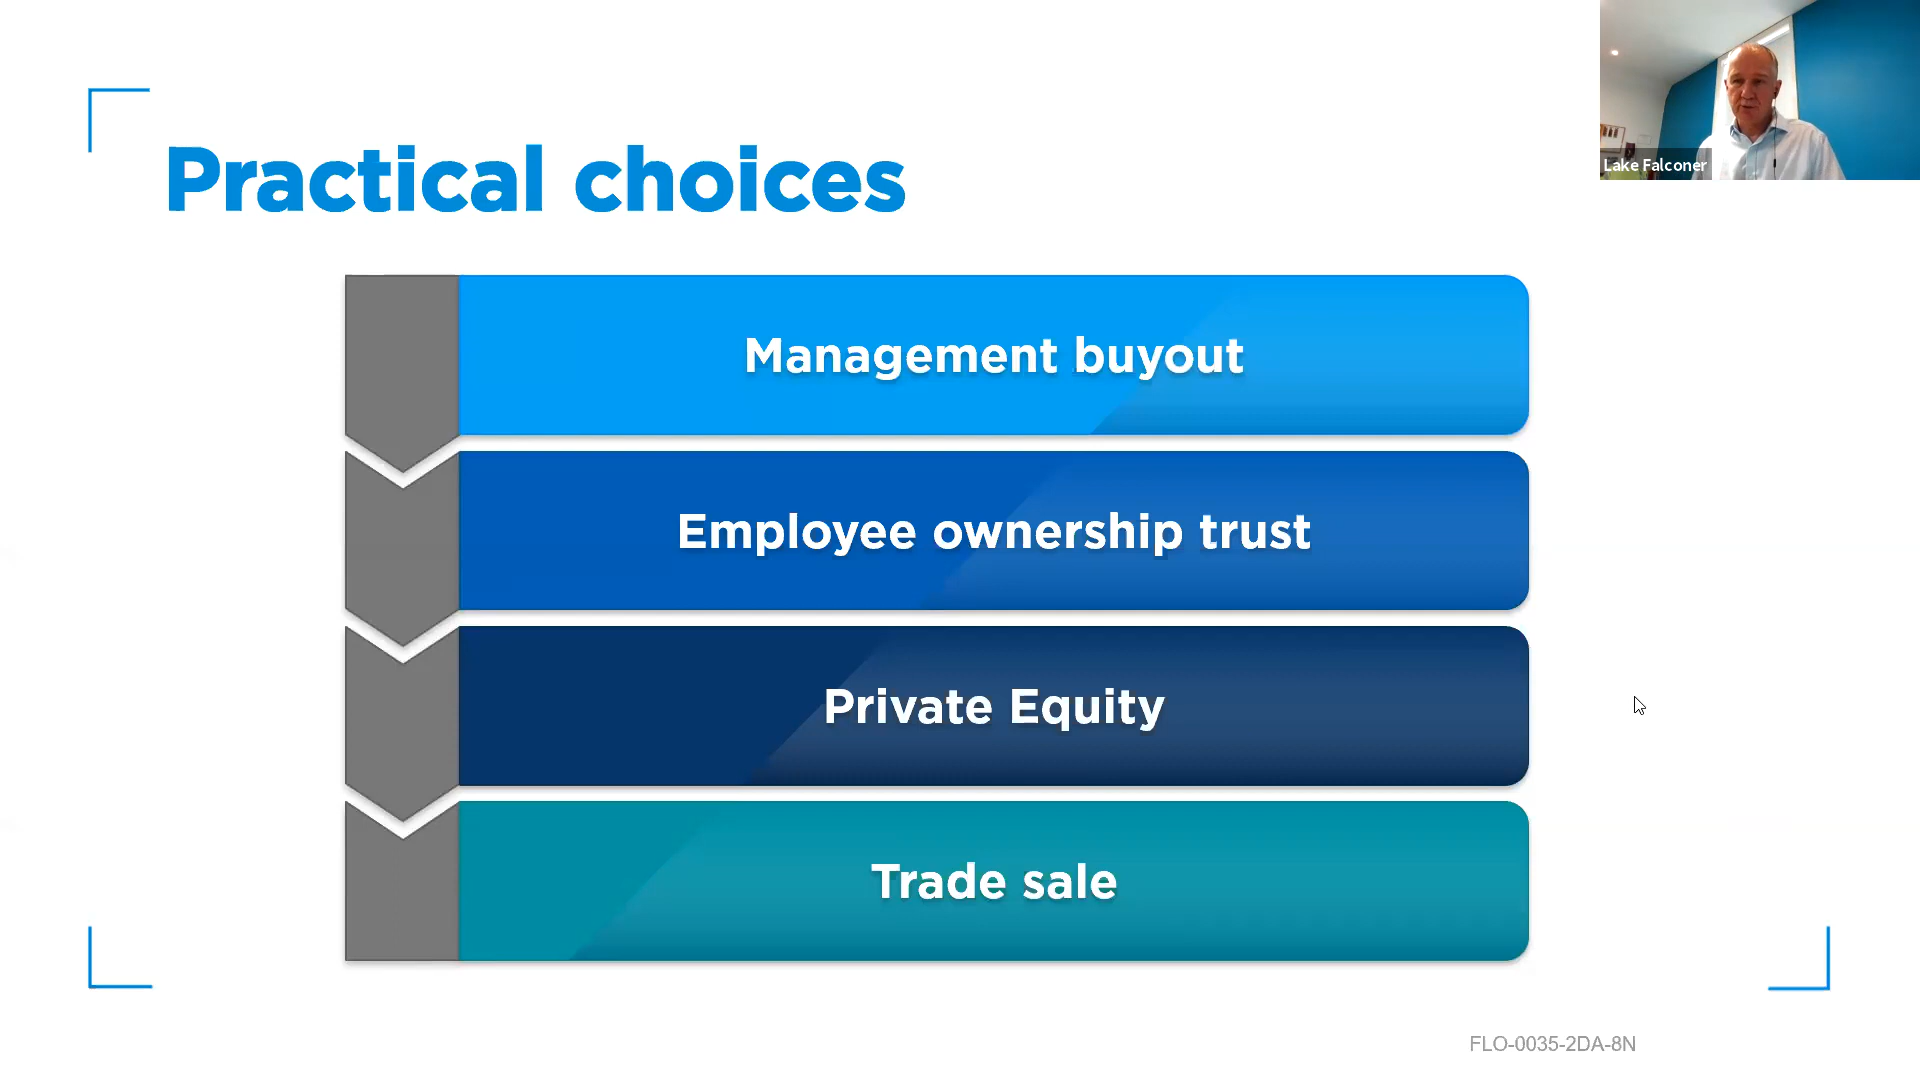 Lake Falconer
Practical choices
Management buyout
Employee ownership trust
Private Equity
Trade sale
FLO-0035-2DA-8N